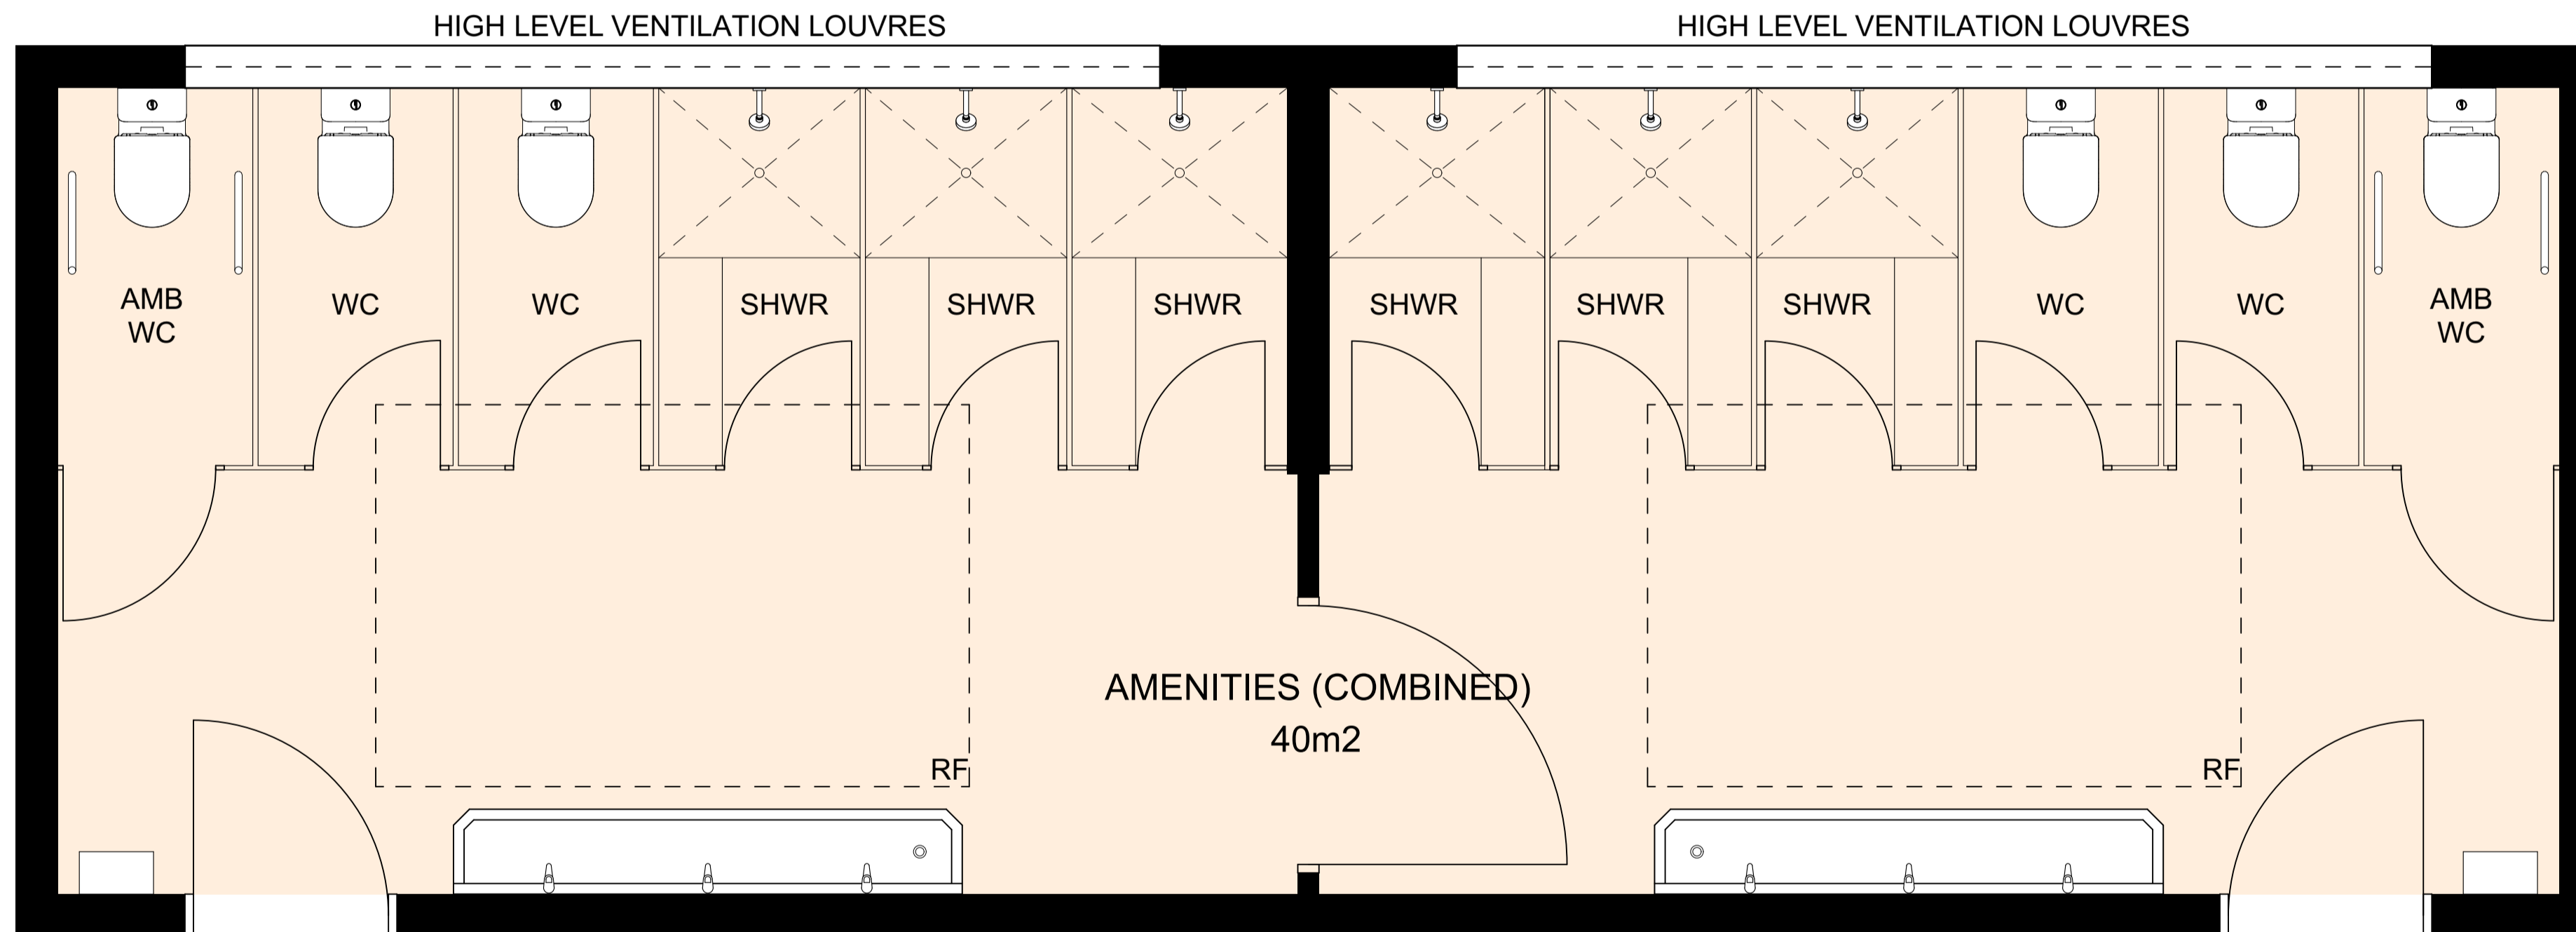 HIGH LEVEL VENTILATION LOUVRES
HIGH LEVEL VENTILATION LOUVRES
AMB
WC
WC
WC
SHWR
SHWR
SHWR
SHWR
SHWR
SHWR
WC
WC
AMB
WC
AMENITIES (COMBINED)
40m2
RF
RF